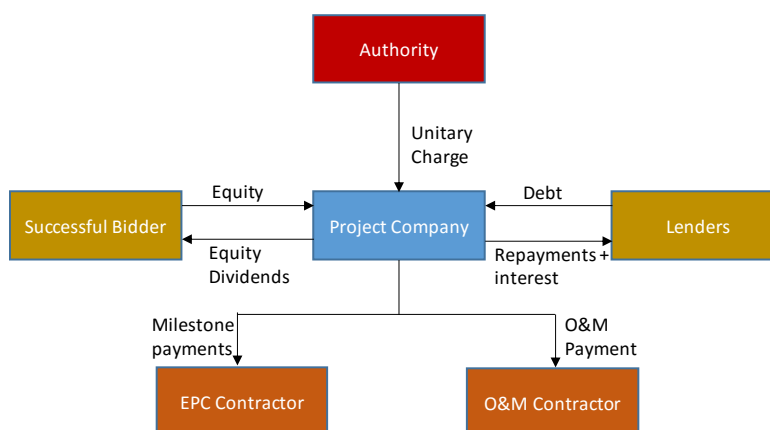 Authority
Unitary
Charge
Equity
Debt
Successful Bidder
Project Company
Lenders
Equity
Dividends
Repayments +
interest
Milestone
payments
O&M
Payment
EPC Contractor
O&M Contractor